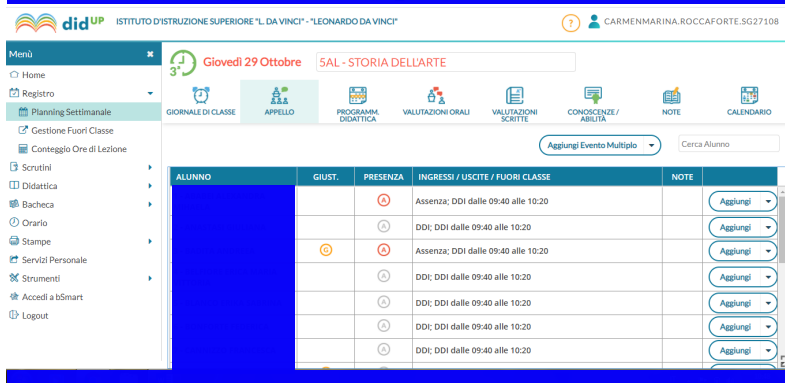 didUP ISTITUTO D'ISTRUZIONE SUPERIORE "L. DA VINCI" - "LEONARDO DA VINCI" ? CARMENMARINA.ROCCAFORTE.SG27108
Menù
Home
Registro
Planning Settimanale
Gestione Fuori Classe
Conteggio Ore di Lezione
Scrutini
Didattica
Bacheca
Orario
Stampe
Servizi Personale
Strumenti
Accedi a bSmart
Logout
3° Giovedì 29 Ottobre 5AL - STORIA DELL'ARTE
GIORNALE DI CLASSE
APPELLO
PROGRAMM. DIDATTICA
VALUTAZIONI ORALI
VALUTAZIONI SCRITTE
CONOSCENZE / ABILITÀ
NOTE
CALENDARIO
Aggiungi Evento Multiplo Cerca Alunno
ALUNNO GIUST. PRESENZA INGRESSI / USCITE / FUORI CLASSE NOTE
A Assenza; DDI dalle 09:40 alle 10:20 Aggiungi
A DDI; DDI dalle 09:40 alle 10:20 Aggiungi
G A Assenza; DDI dalle 09:40 alle 10:20 Aggiungi
A DDI; DDI dalle 09:40 alle 10:20 Aggiungi
A DDI; DDI dalle 09:40 alle 10:20 Aggiungi
A DDI; DDI dalle 09:40 alle 10:20 Aggiungi
A DDI; DDI dalle 09:40 alle 10:20 Aggiungi